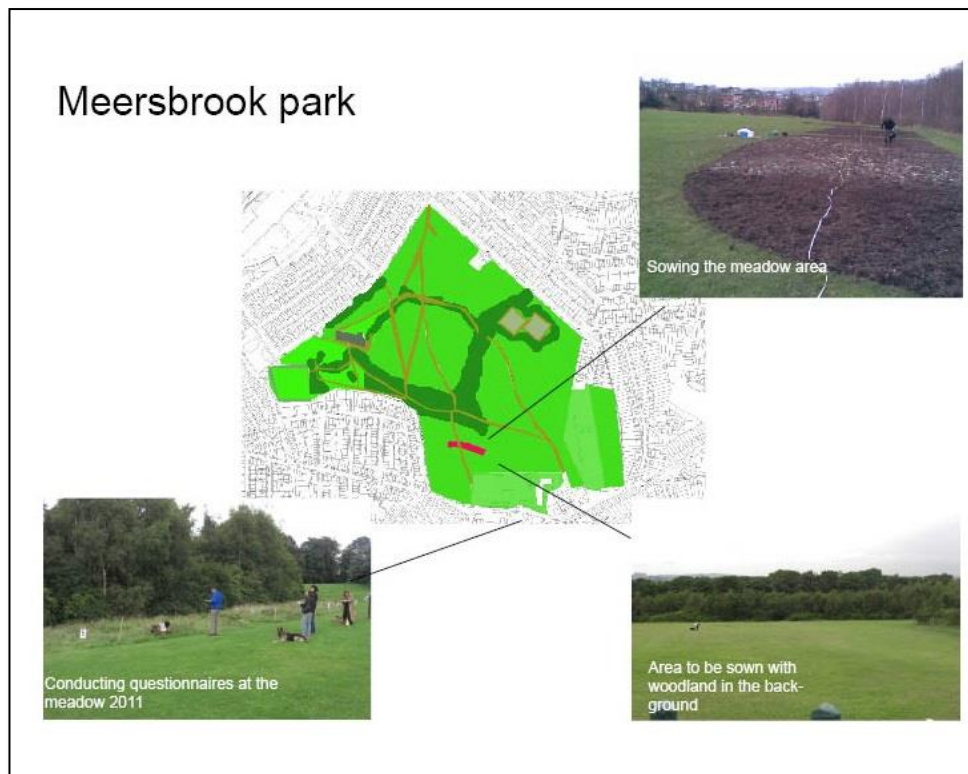 Meersbrook park
Sowing the meadow area
Conducting questionnaires at the
meadow 2011
Area to be sown with
woodland in the back-
ground